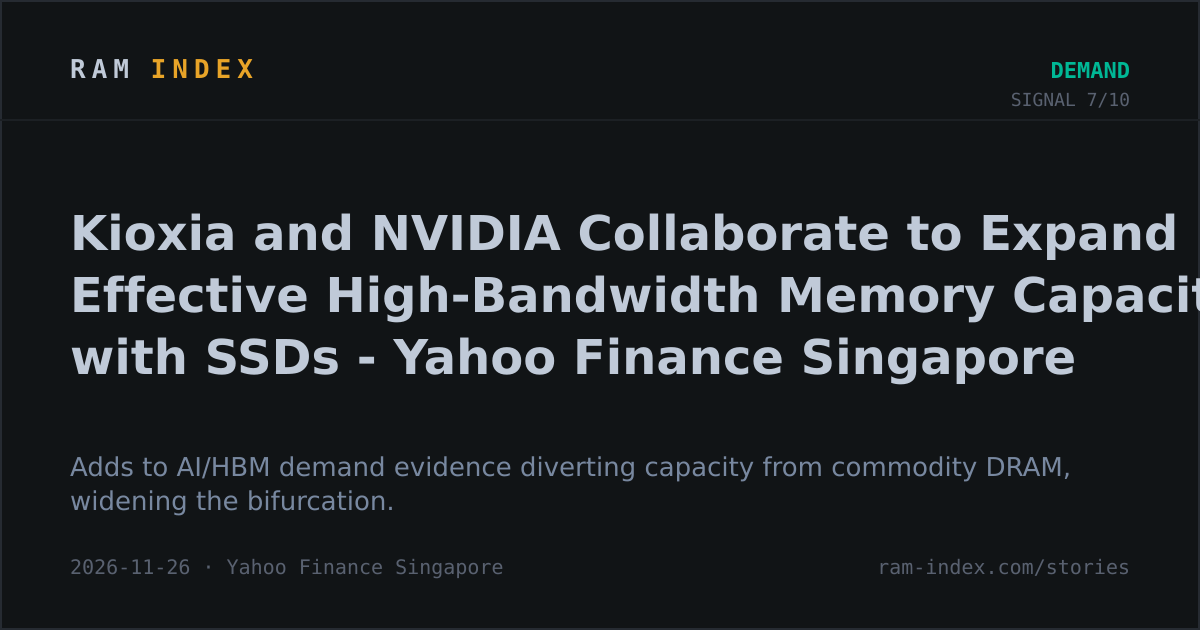 RAM INDEX
DEMAND
SIGNAL 7/10
Kioxia and NVIDIA Collaborate to Expand
Effective High-Bandwidth Memory Capacit
with SSDs - Yahoo Finance Singapore
Adds to AI/HBM demand evidence diverting capacity from commodity DRAM,
widening the bifurcation.
2026-11-26 · Yahoo Finance Singapore
ram-index.com/stories